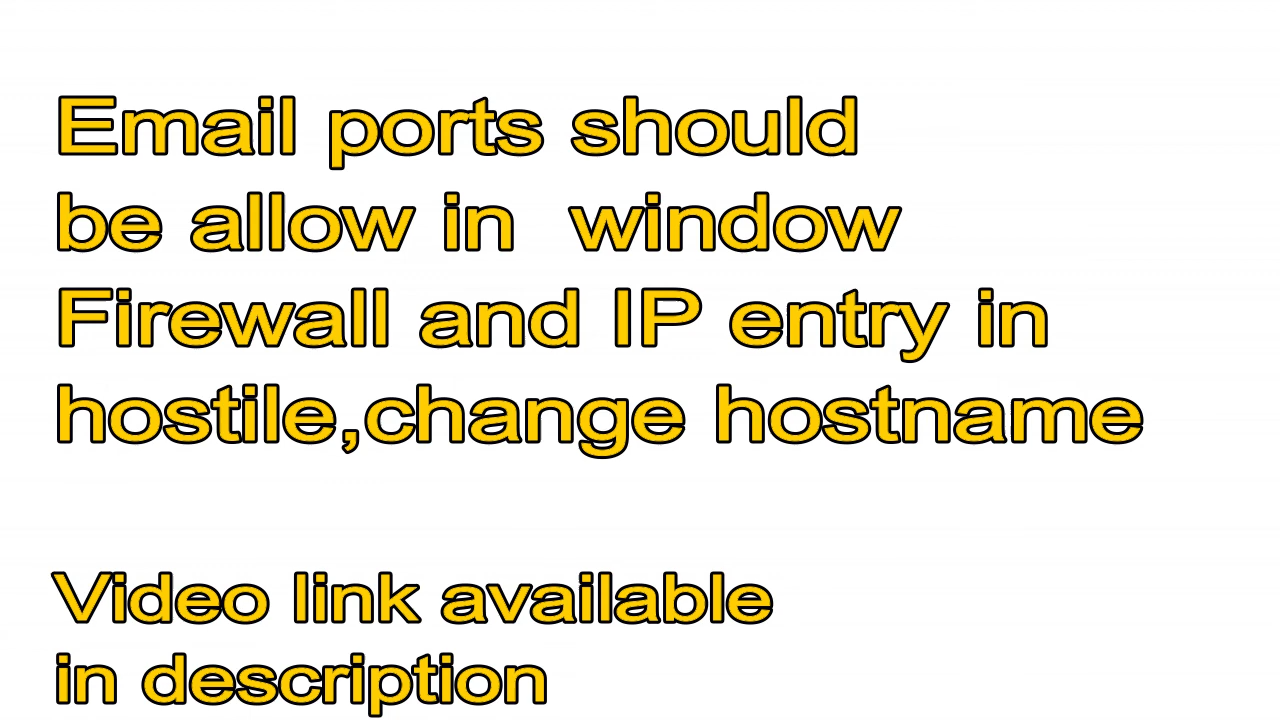 Email ports should
be allow in  window
Firewall and IP entry in
hostile,change hostname
Video link available
in description